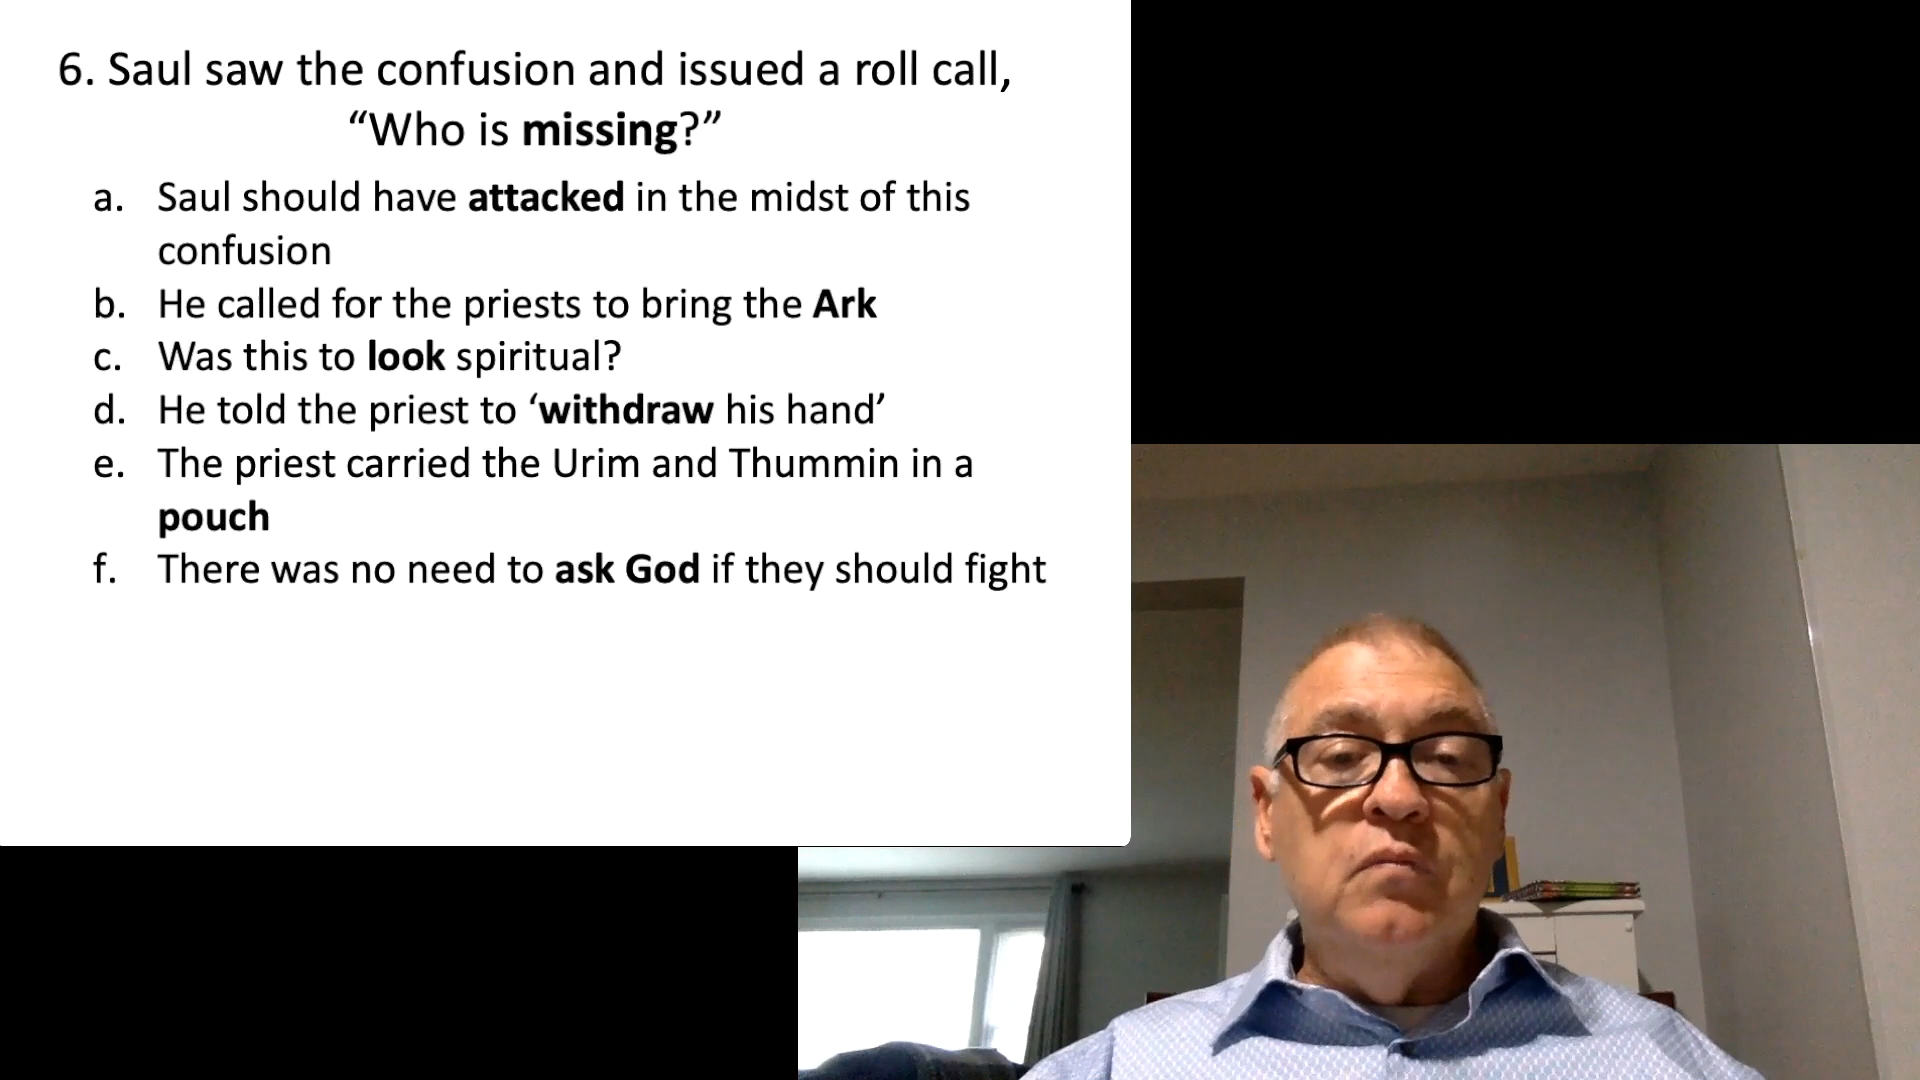 6. Saul saw the confusion and issued a roll call,
“Who is missing?”
a. Saul should have attacked in the midst of this
confusion
b. He called for the priests to bring the Ark
c. Was this to look spiritual?
d. He told the priest to ‘withdraw his hand’
e. The priest carried the Urim and Thummin in a
pouch
f. There was no need to ask God if they should fight